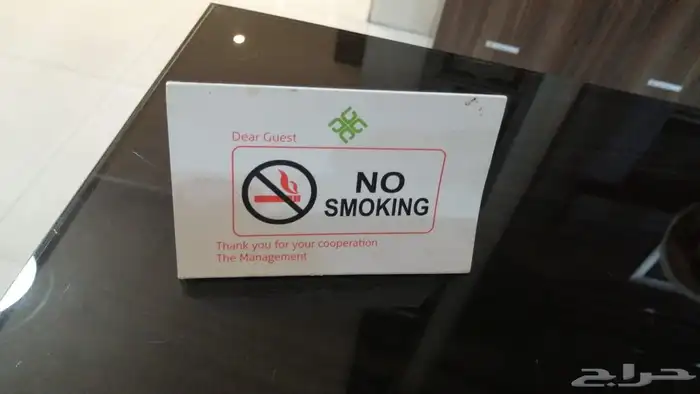 Dear Guest
NO
SMOKING
Thank you for your cooperation
The Management
حراج